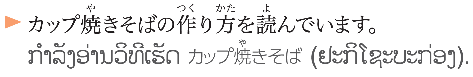 カップ焼きそばの作り方を読んでいます。
ກຳລັງອ່ານວິທີເຮັດ カップ焼きそば (ຢະກິໂຊະບະກ່ອງ).